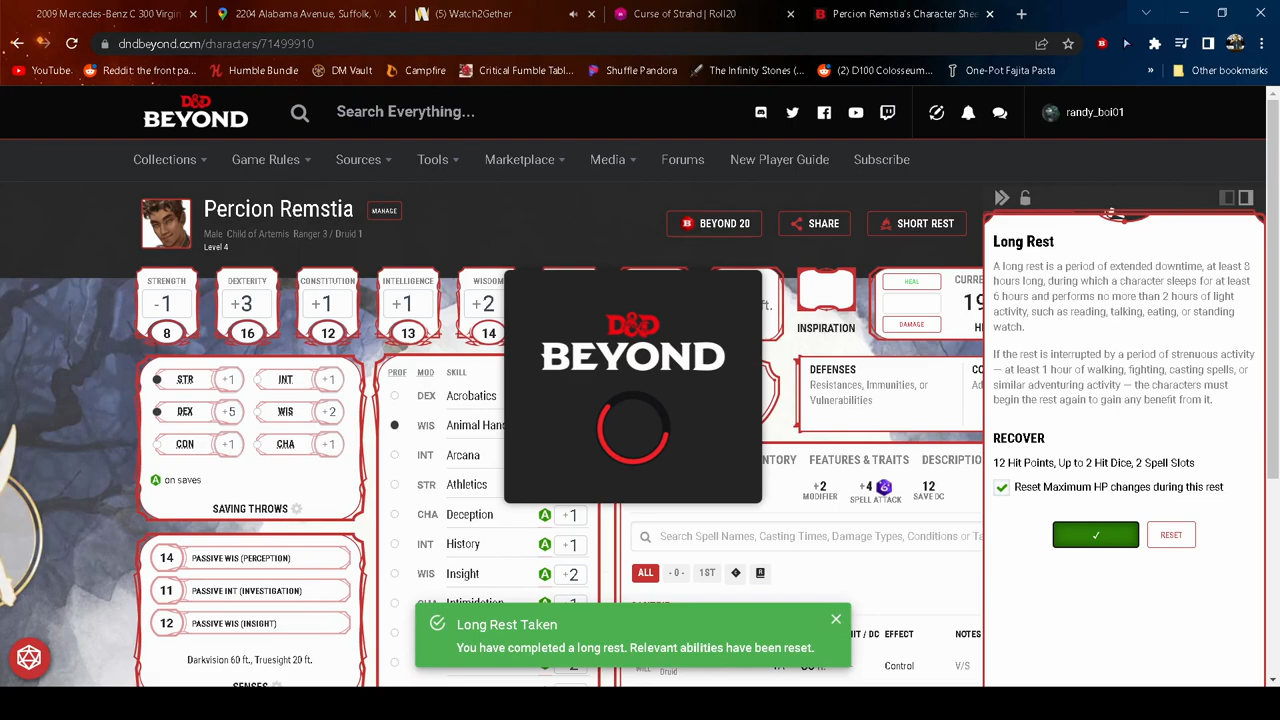 2009 Mercedes-Benz C 300 Virgin
2204 Alabama Avenue, Suffolk, V
(5) Watch2Gether
Curse of Strahd | Roll20
Percion Remstia's Character She
dndbeyond.com/characters/71499910
YouTube
Reddit: the front pa...
Humble Bundle
DM Vault
Campfire
Critical Fumble Tabl...
Shuffle Pandora
The Infinity Stones (...
(2) D100 Colosseum...
One-Pot Fajita Pasta
»
Other bookmarks
D&D
BEYOND
Search Everything...
randy_boi01
Collections
Game Rules
Sources
Tools
Marketplace
Media
Forums
New Player Guide
Subscribe
Percion Remstia
MANAGE
Male Child of Artemis Ranger 3 / Druid 1
Level 4
BEYOND 20
SHARE
SHORT REST
STRENGTH
-1
8
DEXTERITY
+3
16
CONSTITUTION
+1
12
INTELLIGENCE
+1
13
WISDOM
+2
14
ft.
INSPIRATION
HEAL
DAMAGE
CURRE
19
H
D&D
BEYOND
STR +1
INT +1
DEX +5
WIS +2
CON +1
CHA +1
A on saves
SAVING THROWS
14 PASSIVE WIS (PERCEPTION)
11 PASSIVE INT (INVESTIGATION)
12 PASSIVE WIS (INSIGHT)
Darkvision 60 ft., Truesight 20 ft.
SENSES
PROF MOD SKILL
DEX Acrobatics
WIS Animal Han
INT Arcana
STR Athletics
CHA Deception A +1
INT History A +1
WIS Insight A +2
CHA Intimidation
DEFENSES
Resistances, Immunities, or
Vulnerabilities
CO
Ad
NTORY
FEATURES & TRAITS
DESCRIPTIO
+2
MODIFIER
+4
SPELL ATTACK
12
SAVE DC
Search Spell Names, Casting Times, Damage Types, Conditions or Ta
ALL
- 0 -
1ST
HIT / DC
EFFECT
NOTES
Druid
Control
V/S
Long Rest
A long rest is a period of extended downtime, at least 8
hours long, during which a character sleeps for at least
6 hours and performs no more than 2 hours of light
activity, such as reading, talking, eating, or standing
watch.
If the rest is interrupted by a period of strenuous activity
— at least 1 hour of walking, fighting, casting spells, or
similar adventuring activity — the characters must
begin the rest again to gain any benefit from it.
RECOVER
12 Hit Points, Up to 2 Hit Dice, 2 Spell Slots
Reset Maximum HP changes during this rest
RESET
Long Rest Taken
You have completed a long rest. Relevant abilities have been reset.